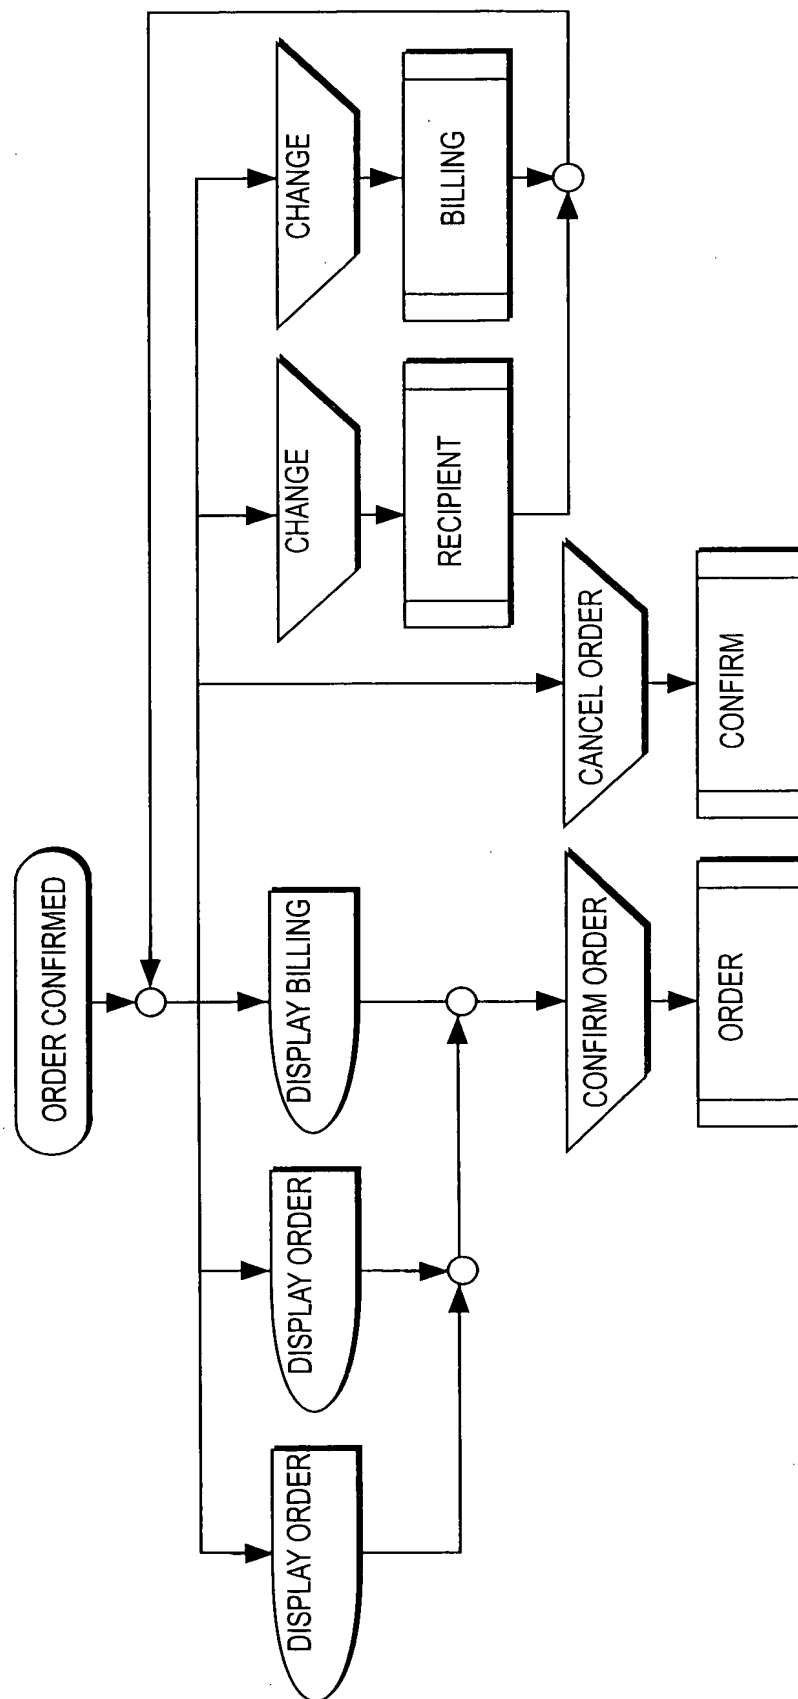 ORDER CONFIRMED
DISPLAY ORDER
DISPLAY ORDER
DISPLAY BILLING
CHANGE
CHANGE
RECIPIENT
BILLING
CONFIRM ORDER
CANCEL ORDER
ORDER
CONFIRM